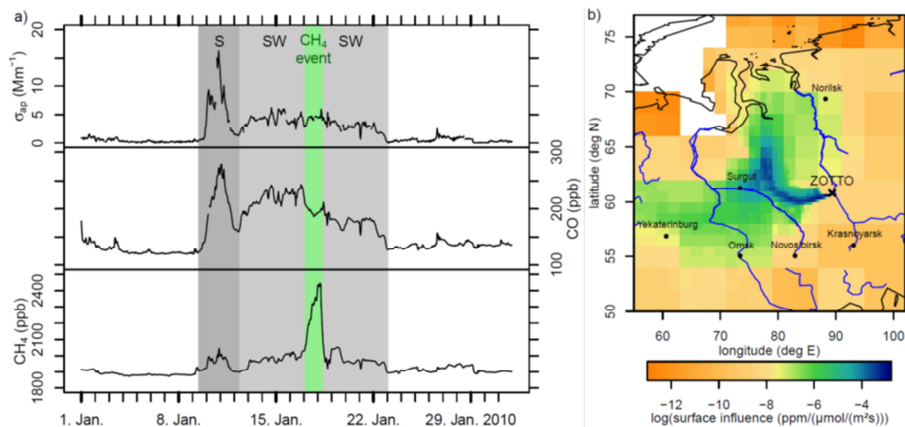 a)
S
SW
CH₄
event
SW
σap (Mm⁻¹)
0
5
10
20
CO (ppb)
100
200
300
CH₄ (ppb)
1800
2100
2400
1. Jan.
8. Jan.
15. Jan.
22. Jan.
29. Jan. 2010
b)
latitude (deg N)
50
55
60
65
70
75
Norilsk
Surgut
ZOTTO
Yekaterinburg
Omsk
Novosibirsk
Krasnoyarsk
60
70
80
90
100
longitude (deg E)
−12
−10
−8
−6
−4
log(surface influence (ppm/(μmol/(m²s)))